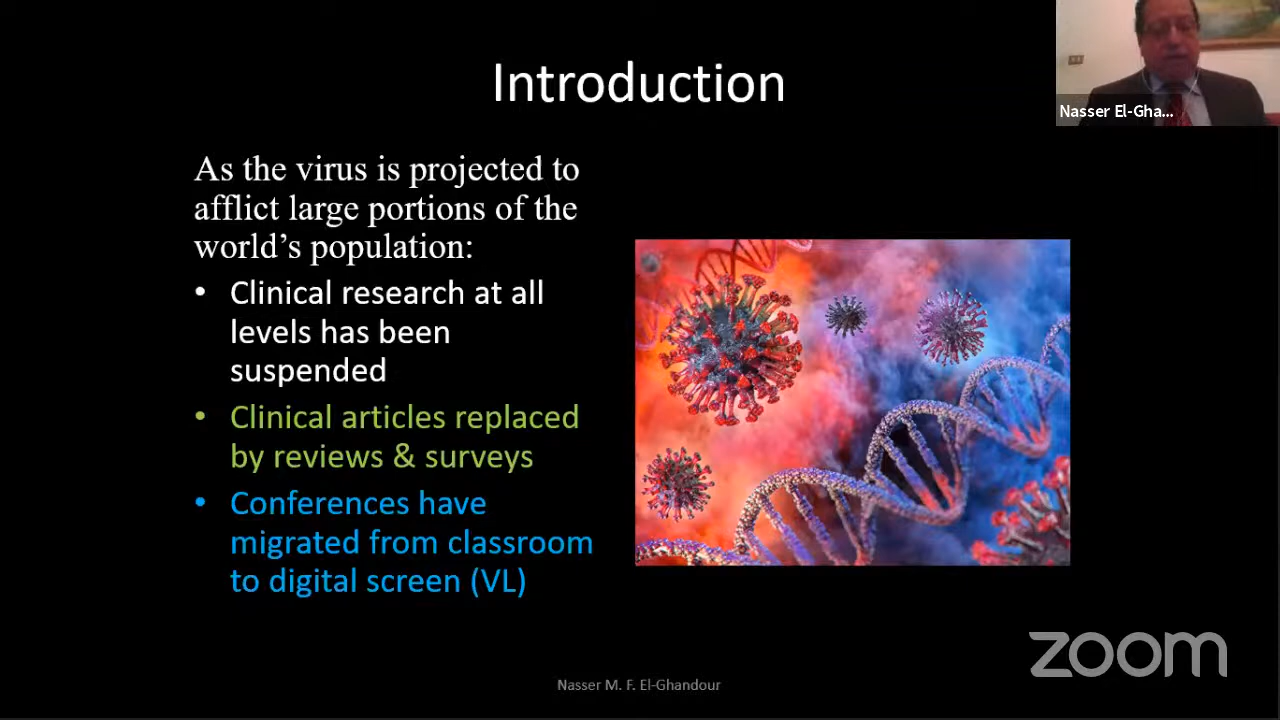 Introduction
Nasser El-Gha...
As the virus is projected to
afflict large portions of the
world’s population:
• Clinical research at all
levels has been
suspended
• Clinical articles replaced
by reviews & surveys
• Conferences have
migrated from classroom
to digital screen (VL)
zoom
Nasser M. F. El-Ghandour